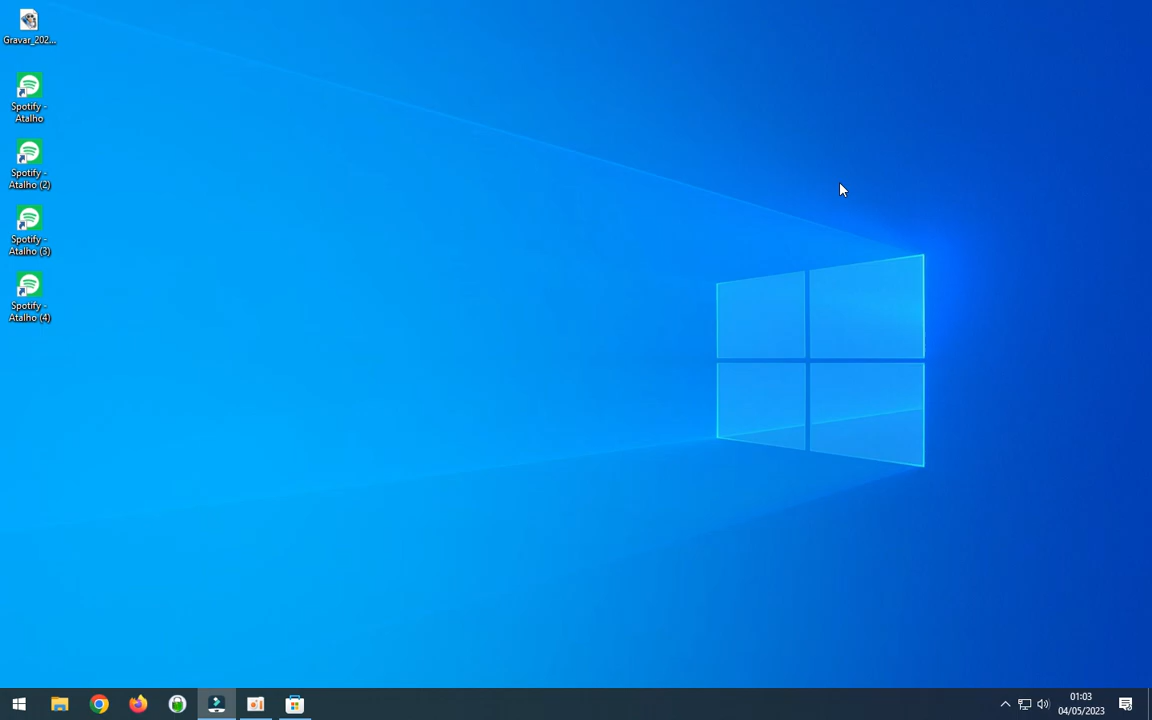 Gravar_202...
Spotify -
Atalho
Spotify -
Atalho (2)
Spotify -
Atalho (3)
Spotify -
Atalho (4)
01:03
04/05/2023